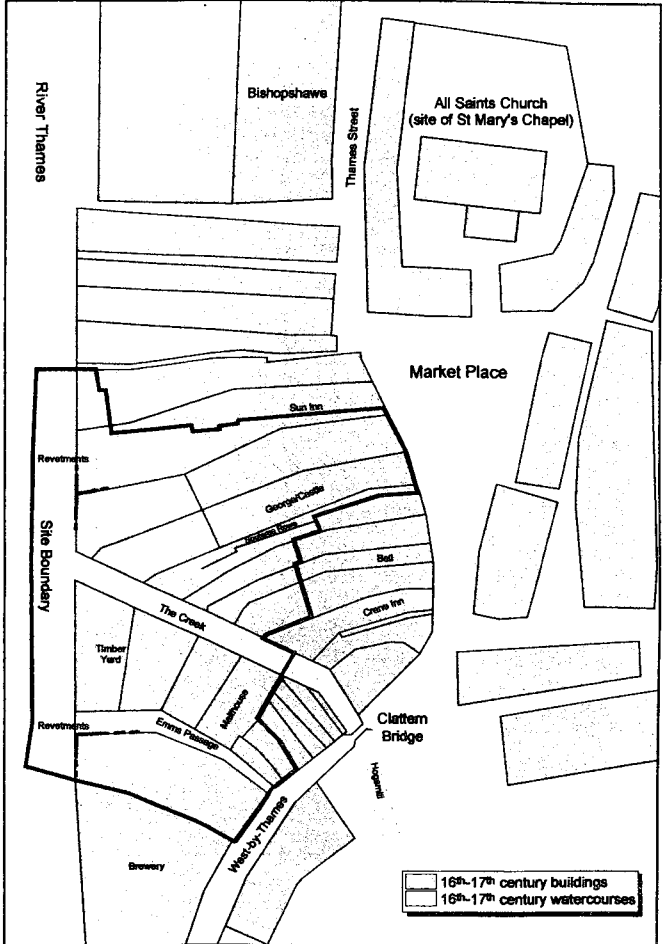 River Thames
Bishopshawe
Thames Street
All Saints Church
(site of St Mary's Chapel)
Market Place
Sun Inn
Revetments
George/Castle
Site Boundary
Bell
Crane Inn
The Creek
Timber
Yard
Malthouse
Clattern
Bridge
Revetments
Emms Passage
Hogsmill
West-by-Thames
Brewery
16th-17th century buildings
16th-17th century watercourses